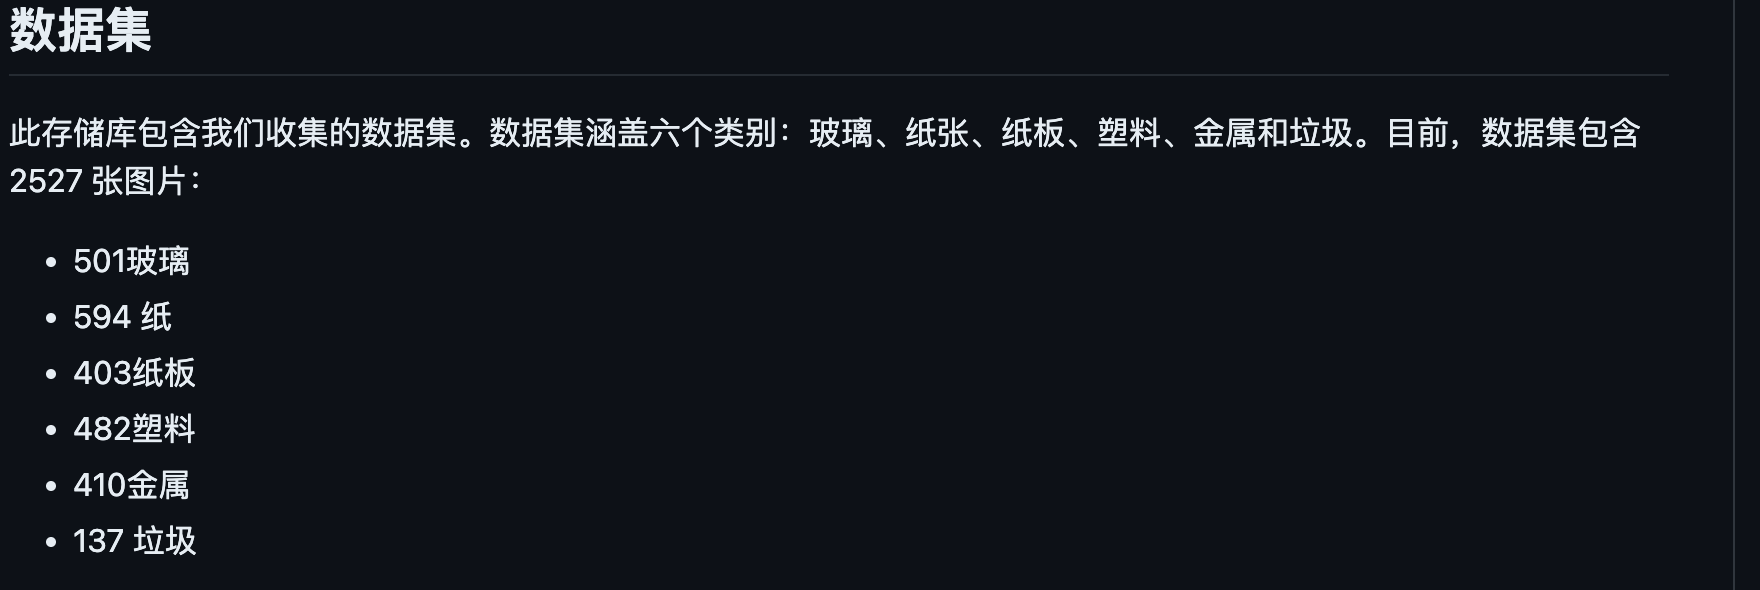 数据集
此存储库包含我们收集的数据集。数据集涵盖六个类别：玻璃、纸张、纸板、塑料、金属和垃圾。目前，数据集包含
2527 张图片：
• 501玻璃
• 594 纸
• 403纸板
• 482塑料
• 410金属
• 137 垃圾